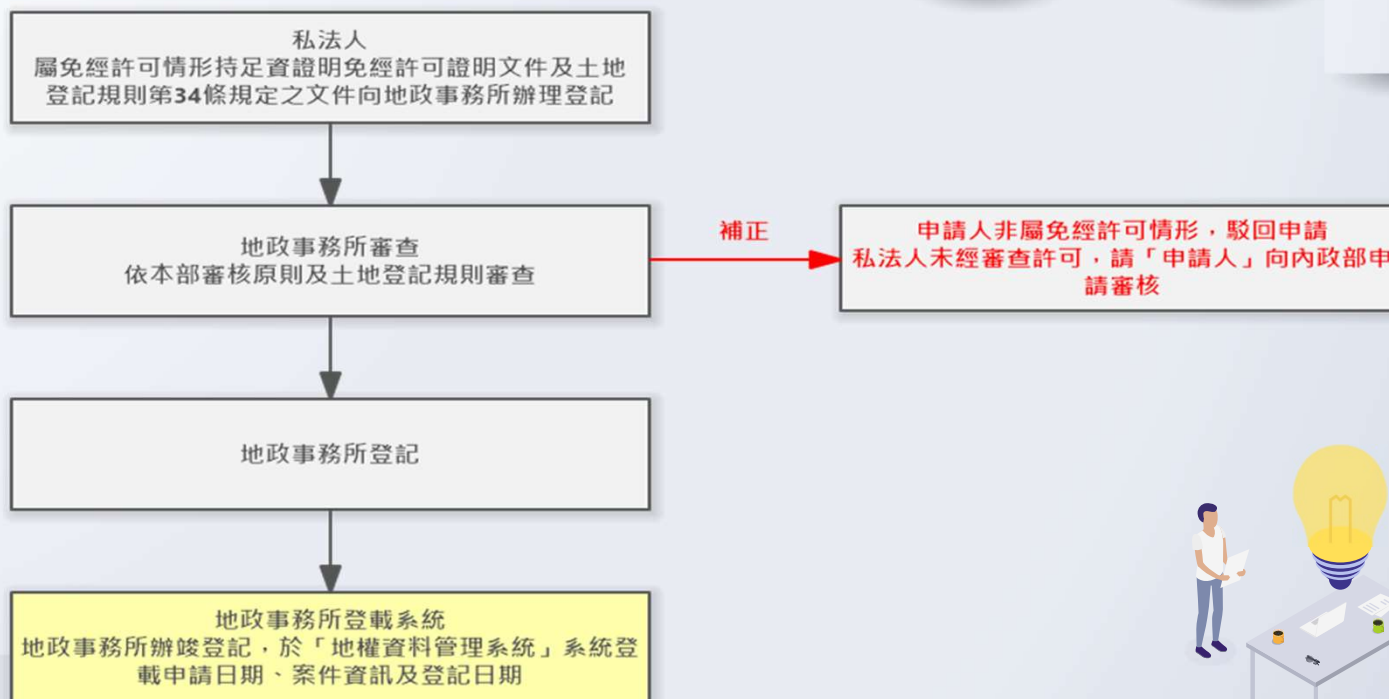 私法人
屬免經許可情形持足資證明免經許可證明文件及土地
登記規則第34條規定之文件向地政事務所辦理登記
地政事務所審查
依本部審核原則及土地登記規則審查
補正
申請人非屬免經許可情形，駁回申請
私法人未經審查許可，請「申請人」向內政部申
請審核
地政事務所登記
地政事務所登載系統
地政事務所辦竣登記，於「地權資料管理系統」系統登
載申請日期、案件資訊及登記日期